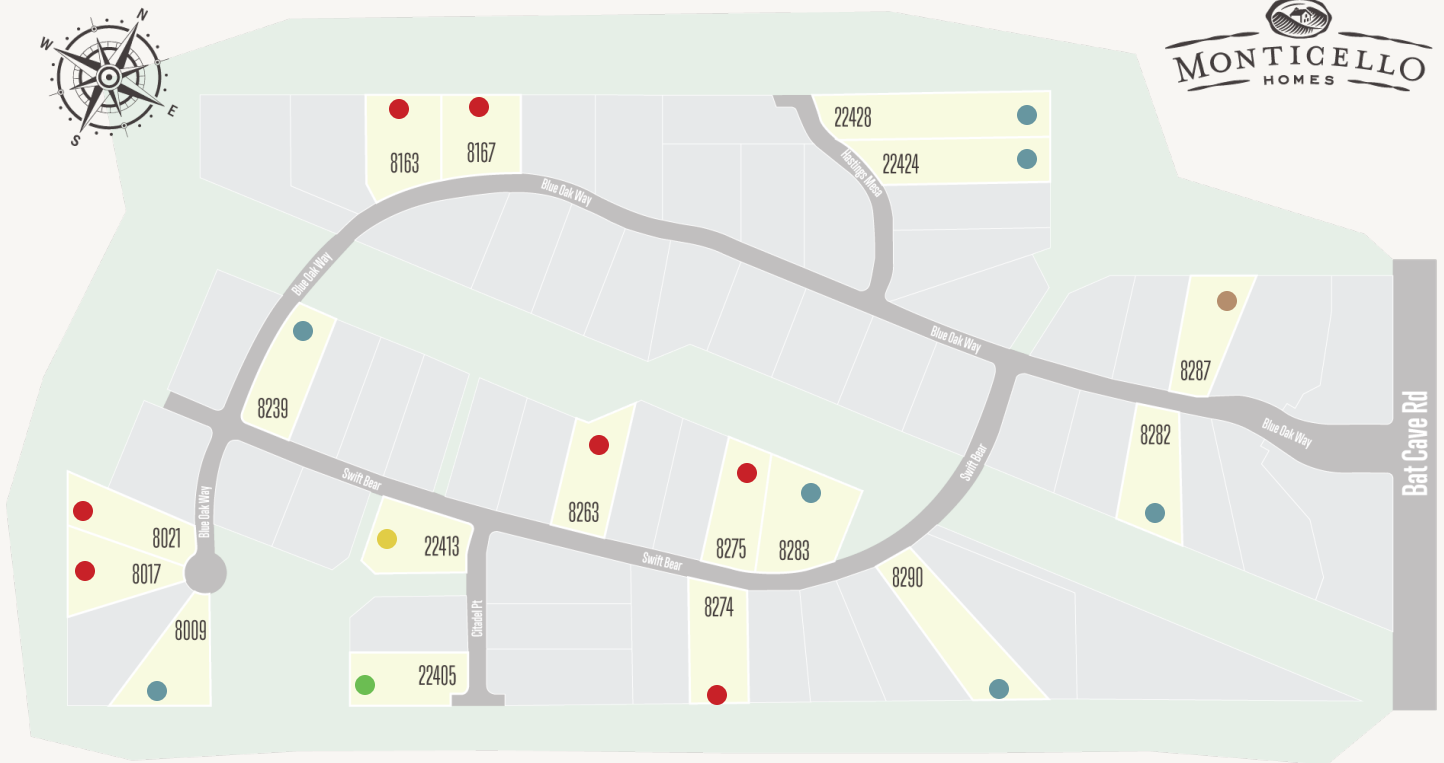 N
W
E
S
MONTICELLO
HOMES
8163
8167
22428
22424
Hastings Mesa
Blue Oak Way
Blue Oak Way
Blue Oak Way
8287
8239
8282
Blue Oak Way
Bat Cave Rd
Swift Bear
Swift Bear
8263
8021
Blue Oak Way
22413
8275
8283
Swift Bear
8017
8290
8274
8009
Citadel Pt
22405